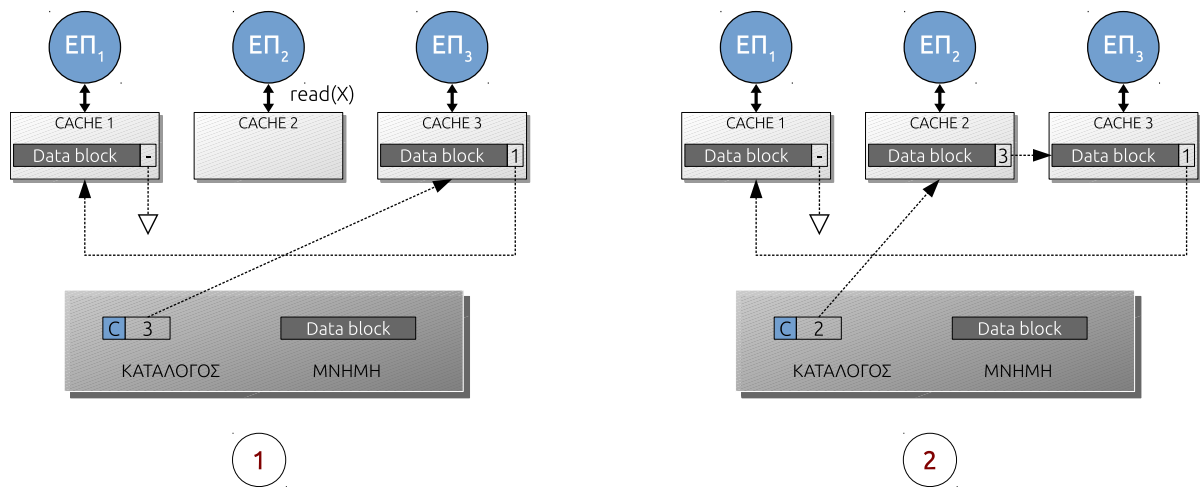 ΕΠ1 ΕΠ2 ΕΠ3
read(X)
CACHE 1 CACHE 2 CACHE 3
Data block - Data block 1
C 3 Data block
ΚΑΤΑΛΟΓΟΣ ΜΝΗΜΗ
1
ΕΠ1 ΕΠ2 ΕΠ3
CACHE 1 CACHE 2 CACHE 3
Data block - Data block 3 Data block 1
C 2 Data block
ΚΑΤΑΛΟΓΟΣ ΜΝΗΜΗ
2